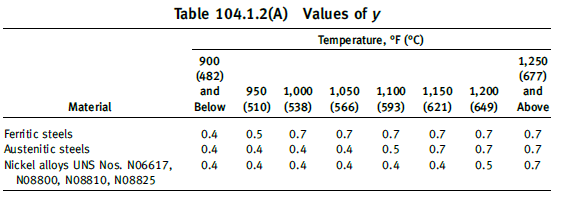 Table 104.1.2(A) Values of y
Temperature, °F (°C)
900 1,250
(482) (677)
and 950 1,000 1,050 1,100 1,150 1,200 and
Material Below (510) (538) (566) (593) (621) (649) Above
Ferritic steels 0.4 0.5 0.7 0.7 0.7 0.7 0.7 0.7
Austenitic steels 0.4 0.4 0.4 0.4 0.5 0.7 0.7 0.7
Nickel alloys UNS Nos. N06617, 0.4 0.4 0.4 0.4 0.4 0.4 0.5 0.7
N08800, N08810, N08825